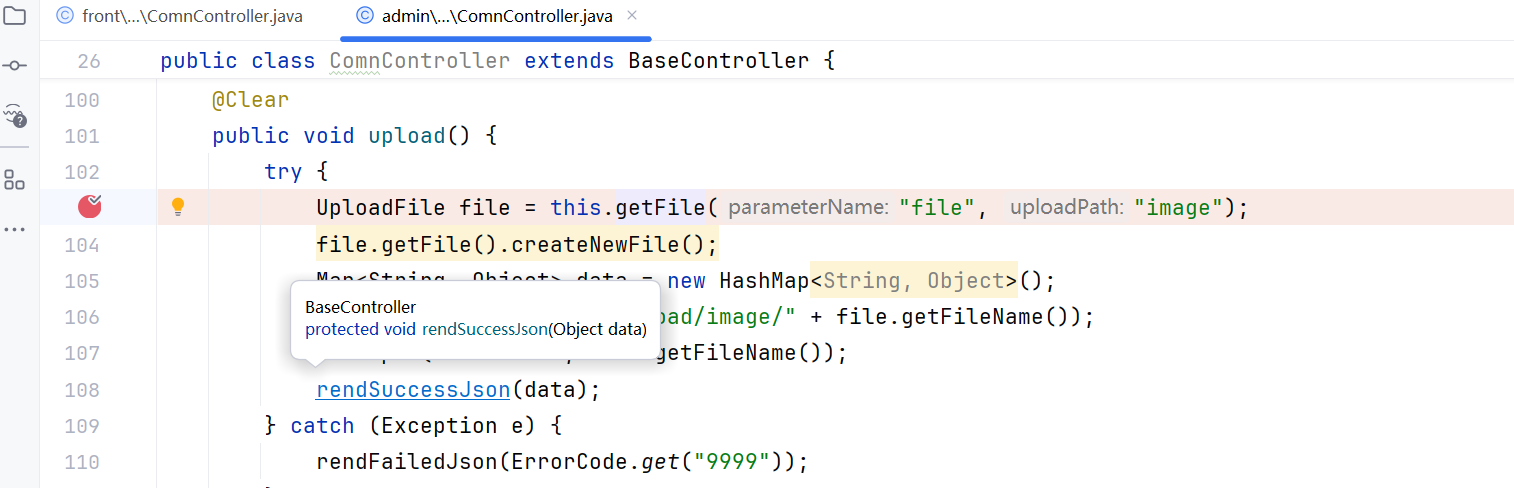 front\...\ComnController.java admin\...\ComnController.java
26 public class ComnController extends BaseController {
100 @Clear
101 public void upload() {
102 try {
UploadFile file = this.getFile( parameterName: "file", uploadPath: "image");
104 file.getFile().createNewFile();
105 Map<String, Object> data = new HashMap<String, Object>();
BaseController
106 oad/image/" + file.getFileName());
protected void rendSuccessJson(Object data)
107 getFileName());
108 rendSuccessJson(data);
109 } catch (Exception e) {
110 rendFailedJson(ErrorCode.get("9999"));